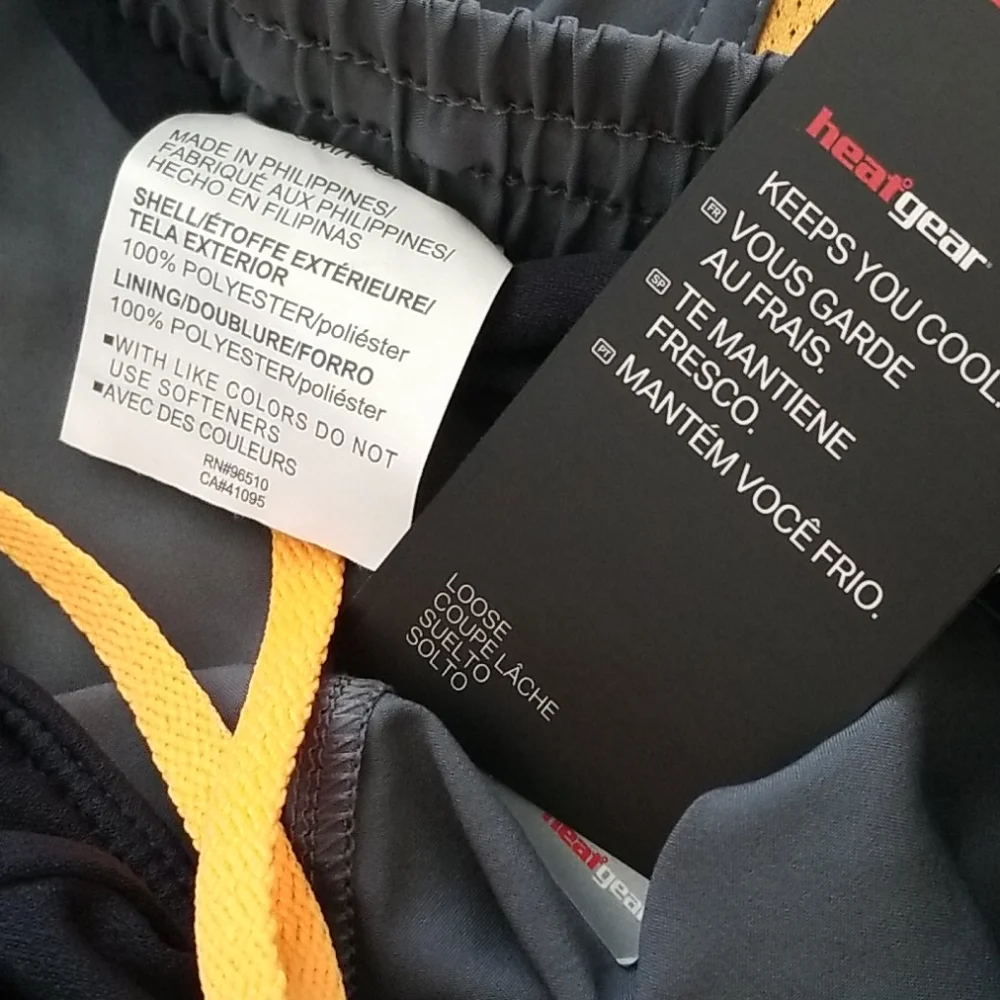 MADE IN PHILIPPINES/
FABRIQUÉ AUX PHILIPPINES/
HECHO EN FILIPINAS
SHELL/ÉTOFFE EXTÉRIEURE/
TELA EXTERIOR
100% POLYESTER/poliéster
LINING/DOUBLURE/FORRO
100% POLYESTER/poliéster
▪WITH LIKE COLORS DO NOT
USE SOFTENERS
▪AVEC DES COULEURS
RN#96510
CA#41095
heatgear®
KEEPS YOU COOL.
FR VOUS GARDE
AU FRAIS.
SP TE MANTIENE
FRESCO.
PT MANTÉM VOCÊ FRIO.
LOOSE
COUPE LÂCHE
SUELTO
SOLTO
heatgear